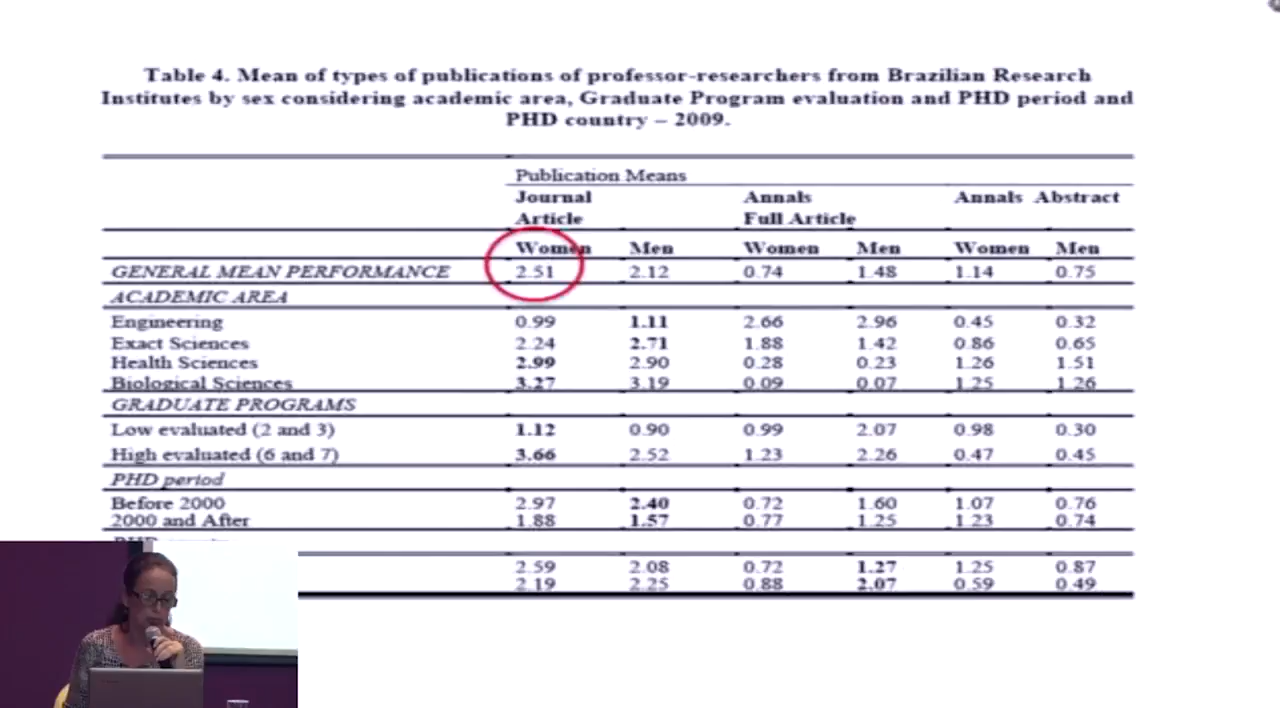 Table 4. Mean of types of publications of professor-researchers from Brazilian Research
Institutes by sex considering academic area, Graduate Program evaluation and PHD period and
PHD country – 2009.
Publication Means
Journal Article Annals Full Article Annals Abstract
Women Men Women Men Women Men
GENERAL MEAN PERFORMANCE 2.51 2.12 0.74 1.48 1.14 0.75
ACADEMIC AREA
Engineering 0.99 1.11 2.66 2.96 0.45 0.32
Exact Sciences 2.24 2.71 1.88 1.42 0.86 0.65
Health Sciences 2.99 2.90 0.28 0.23 1.26 1.51
Biological Sciences 3.27 3.19 0.09 0.07 1.25 1.26
GRADUATE PROGRAMS
Low evaluated (2 and 3) 1.12 0.90 0.99 2.07 0.98 0.30
High evaluated (6 and 7) 3.66 2.52 1.23 2.26 0.47 0.45
PHD period
Before 2000 2.97 2.40 0.72 1.60 1.07 0.76
2000 and After 1.88 1.57 0.77 1.25 1.23 0.74
2.59 2.08 0.72 1.27 1.25 0.87
2.19 2.25 0.88 2.07 0.59 0.49